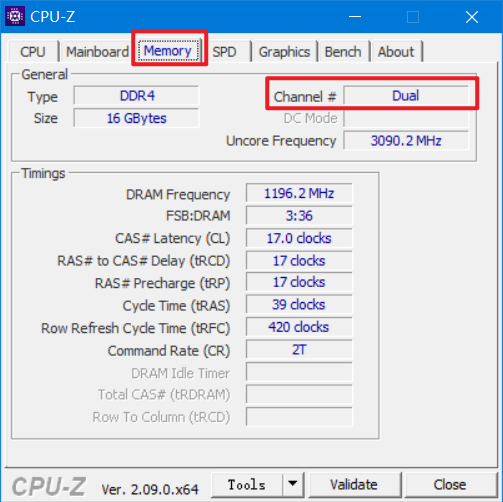 CPU-Z
CPU Mainboard Memory SPD Graphics Bench About
General
Type DDR4 Channel # Dual
Size 16 GBytes DC Mode
Uncore Frequency 3090.2 MHz
Timings
DRAM Frequency 1196.2 MHz
FSB:DRAM 3:36
CAS# Latency (CL) 17.0 clocks
RAS# to CAS# Delay (tRCD) 17 clocks
RAS# Precharge (tRP) 17 clocks
Cycle Time (tRAS) 39 clocks
Row Refresh Cycle Time (tRFC) 420 clocks
Command Rate (CR) 2T
DRAM Idle Timer
Total CAS# (tRDRAM)
Row To Column (tRCD)
CPU-Z Ver. 2.09.0.x64 Tools Validate Close